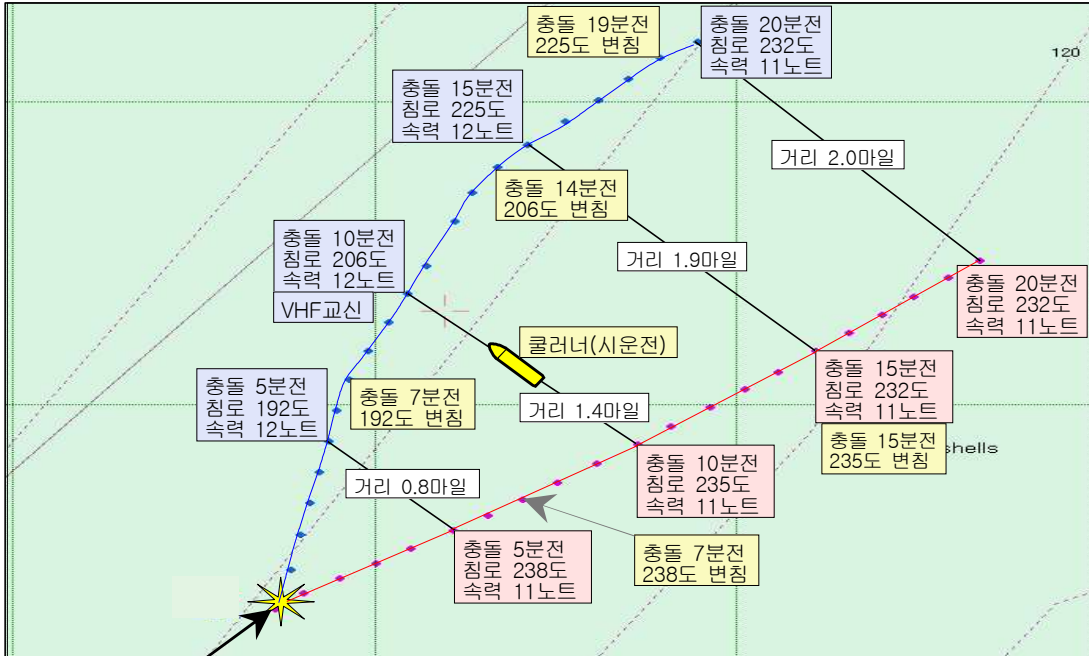 충돌 19분전
225도 변침
충돌 20분전
침로 232도
속력 11노트
120
충돌 15분전
침로 225도
속력 12노트
거리 2.0마일
충돌 14분전
206도 변침
충돌 10분전
침로 206도
속력 12노트
VHF교신
거리 1.9마일
충돌 20분전
침로 232도
속력 11노트
쿨러너(시운전)
충돌 15분전
침로 232도
속력 11노트
충돌 5분전
침로 192도
속력 12노트
충돌 7분전
192도 변침
거리 1.4마일
충돌 15분전
235도 변침
shells
충돌 10분전
침로 235도
속력 11노트
거리 0.8마일
충돌 5분전
침로 238도
속력 11노트
충돌 7분전
238도 변침